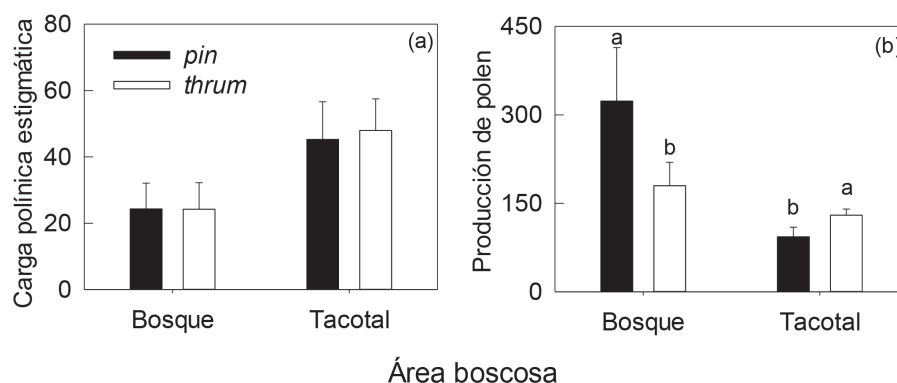 Carga polínica estigmática
80
60
40
20
0
(a)
pin
thrum
Bosque
Tacotal
Producción de polen
450
300
150
0
(b)
a
b
b
a
Bosque
Tacotal
Área boscosa